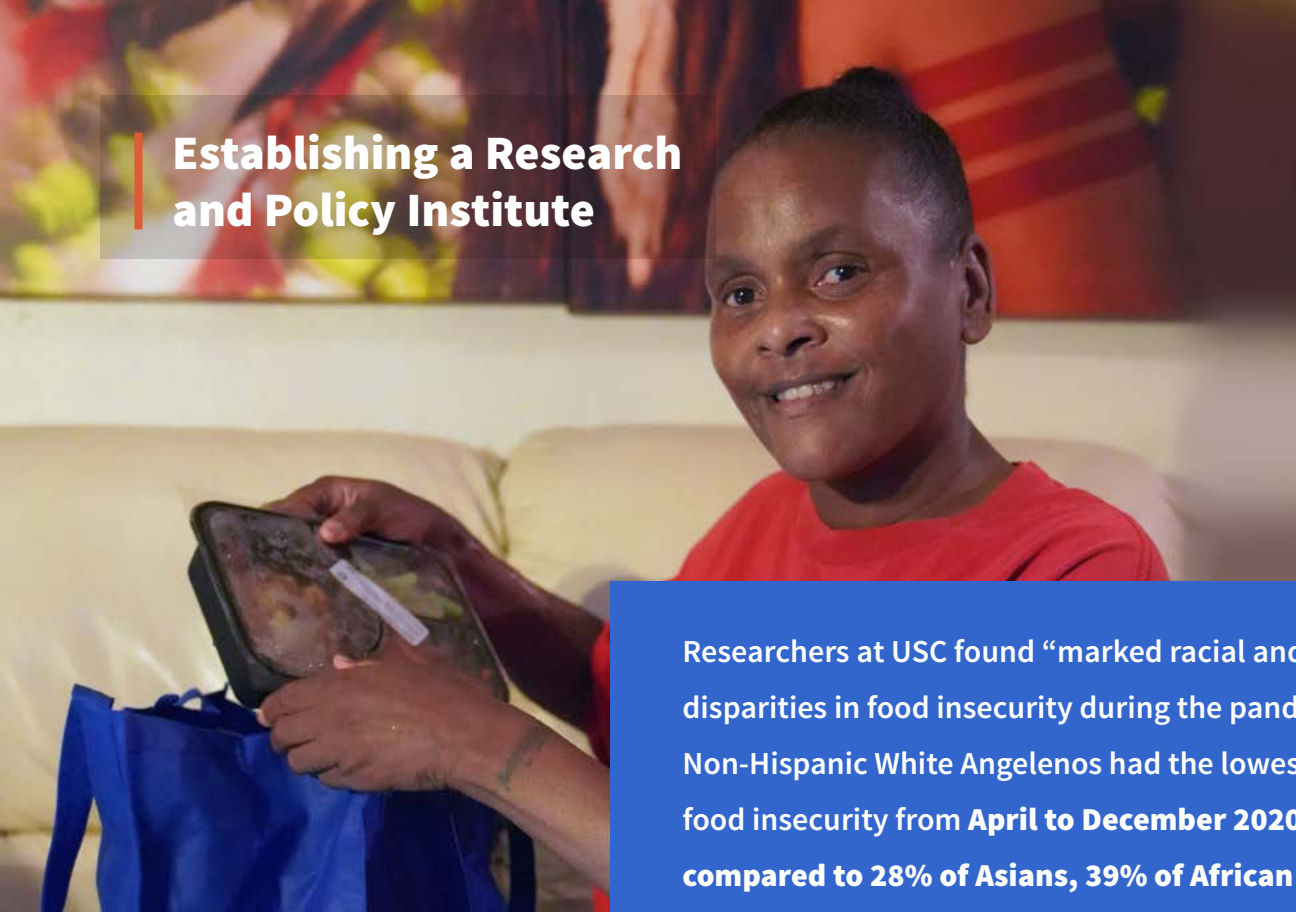 Establishing a Research
and Policy Institute
Researchers at USC found “marked racial and
disparities in food insecurity during the
Non-Hispanic White Angelenos had the
food insecurity from April to December 2020
compared to 28% of Asians, 39% of African